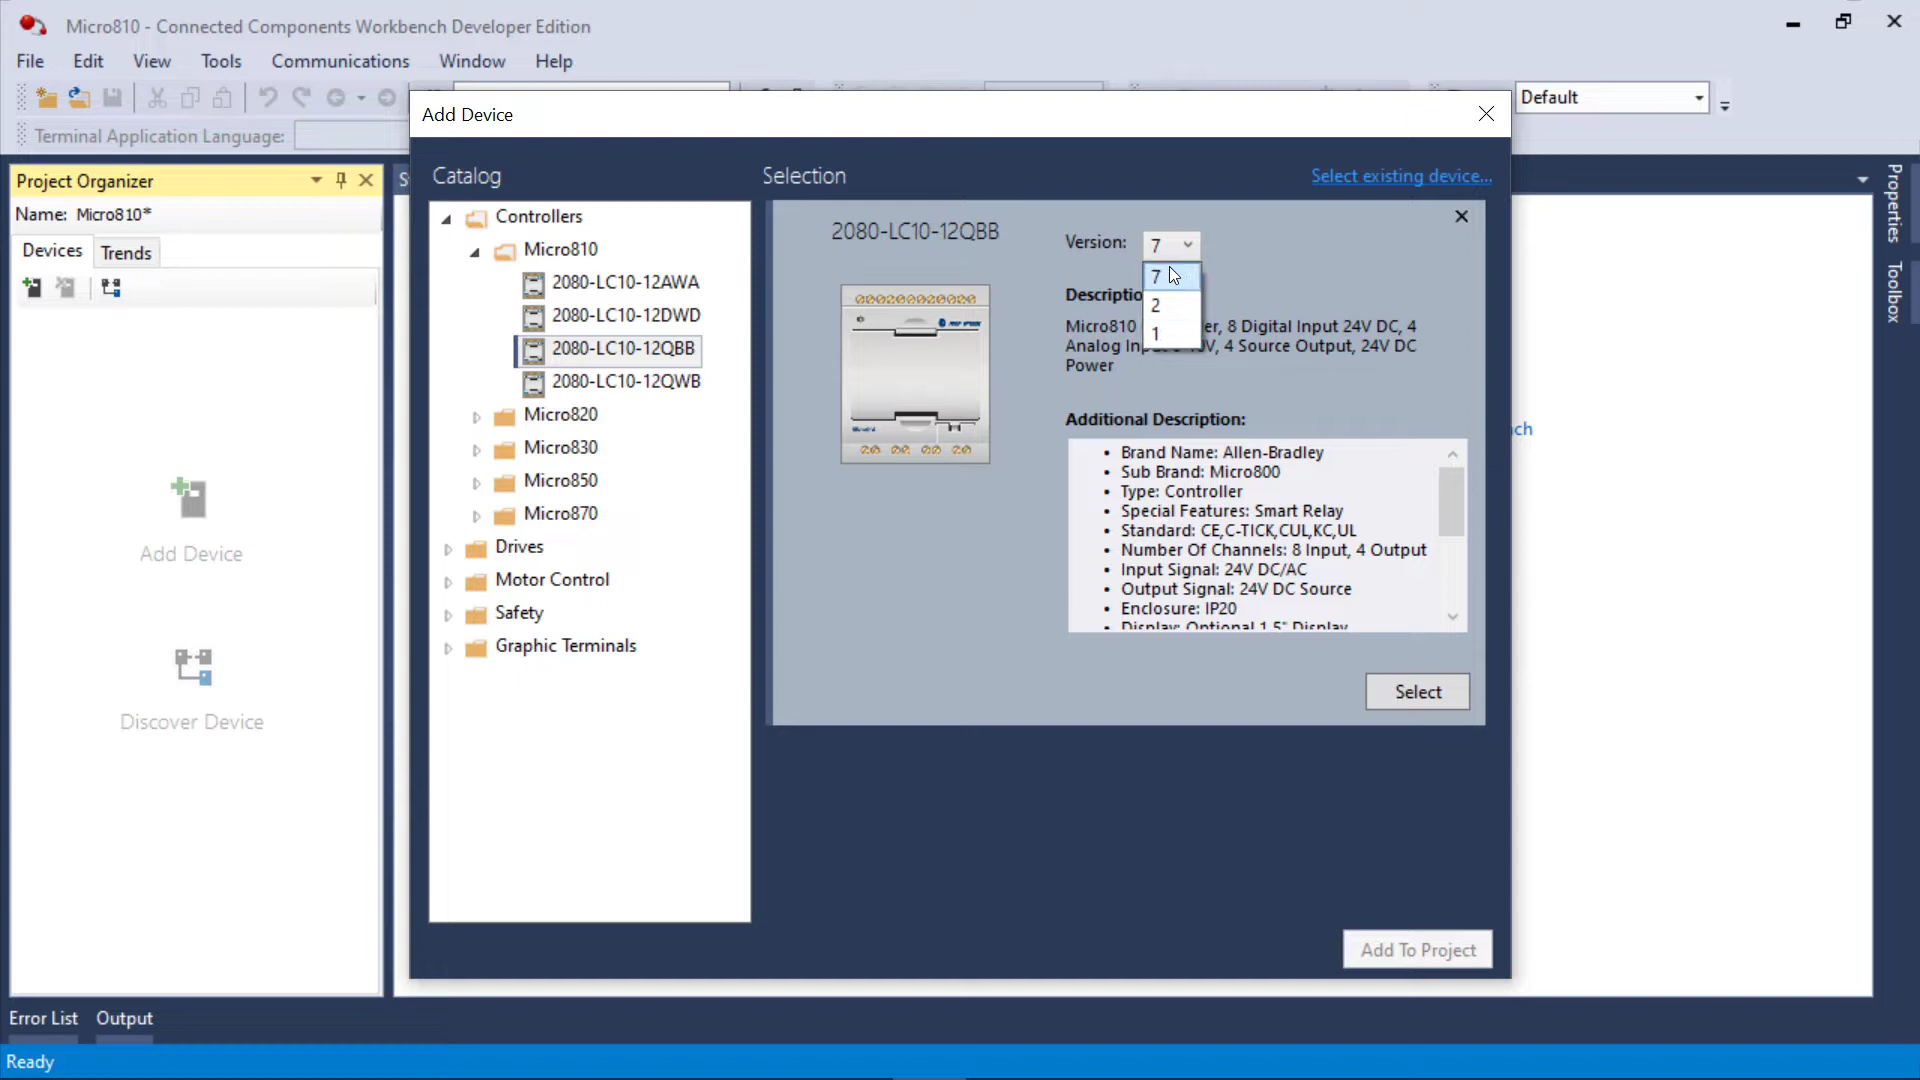 Micro810 - Connected Components Workbench Developer Edition
File Edit View Tools Communications Window Help
Default
Terminal Application Language:
Add Device
Project Organizer
Name: Micro810*
Devices Trends
Add Device
Discover Device
Catalog
Controllers
Micro810
2080-LC10-12AWA
2080-LC10-12DWD
2080-LC10-12QBB
2080-LC10-12QWB
Micro820
Micro830
Micro850
Micro870
Drives
Motor Control
Safety
Graphic Terminals
Selection
Select existing device...
2080-LC10-12QBB
Version: 7
7
2
1
Descriptio
Micro810 er, 8 Digital Input 24V DC, 4
Analog In V, 4 Source Output, 24V DC
Power
Additional Description:
• Brand Name: Allen-Bradley
• Sub Brand: Micro800
• Type: Controller
• Special Features: Smart Relay
• Standard: CE,C-TICK,CUL,KC,UL
• Number Of Channels: 8 Input, 4 Output
• Input Signal: 24V DC/AC
• Output Signal: 24V DC Source
• Enclosure: IP20
• Display: Optional 1.5" Display
Select
Add To Project
nch
Properties
Toolbox
Error List Output
Ready